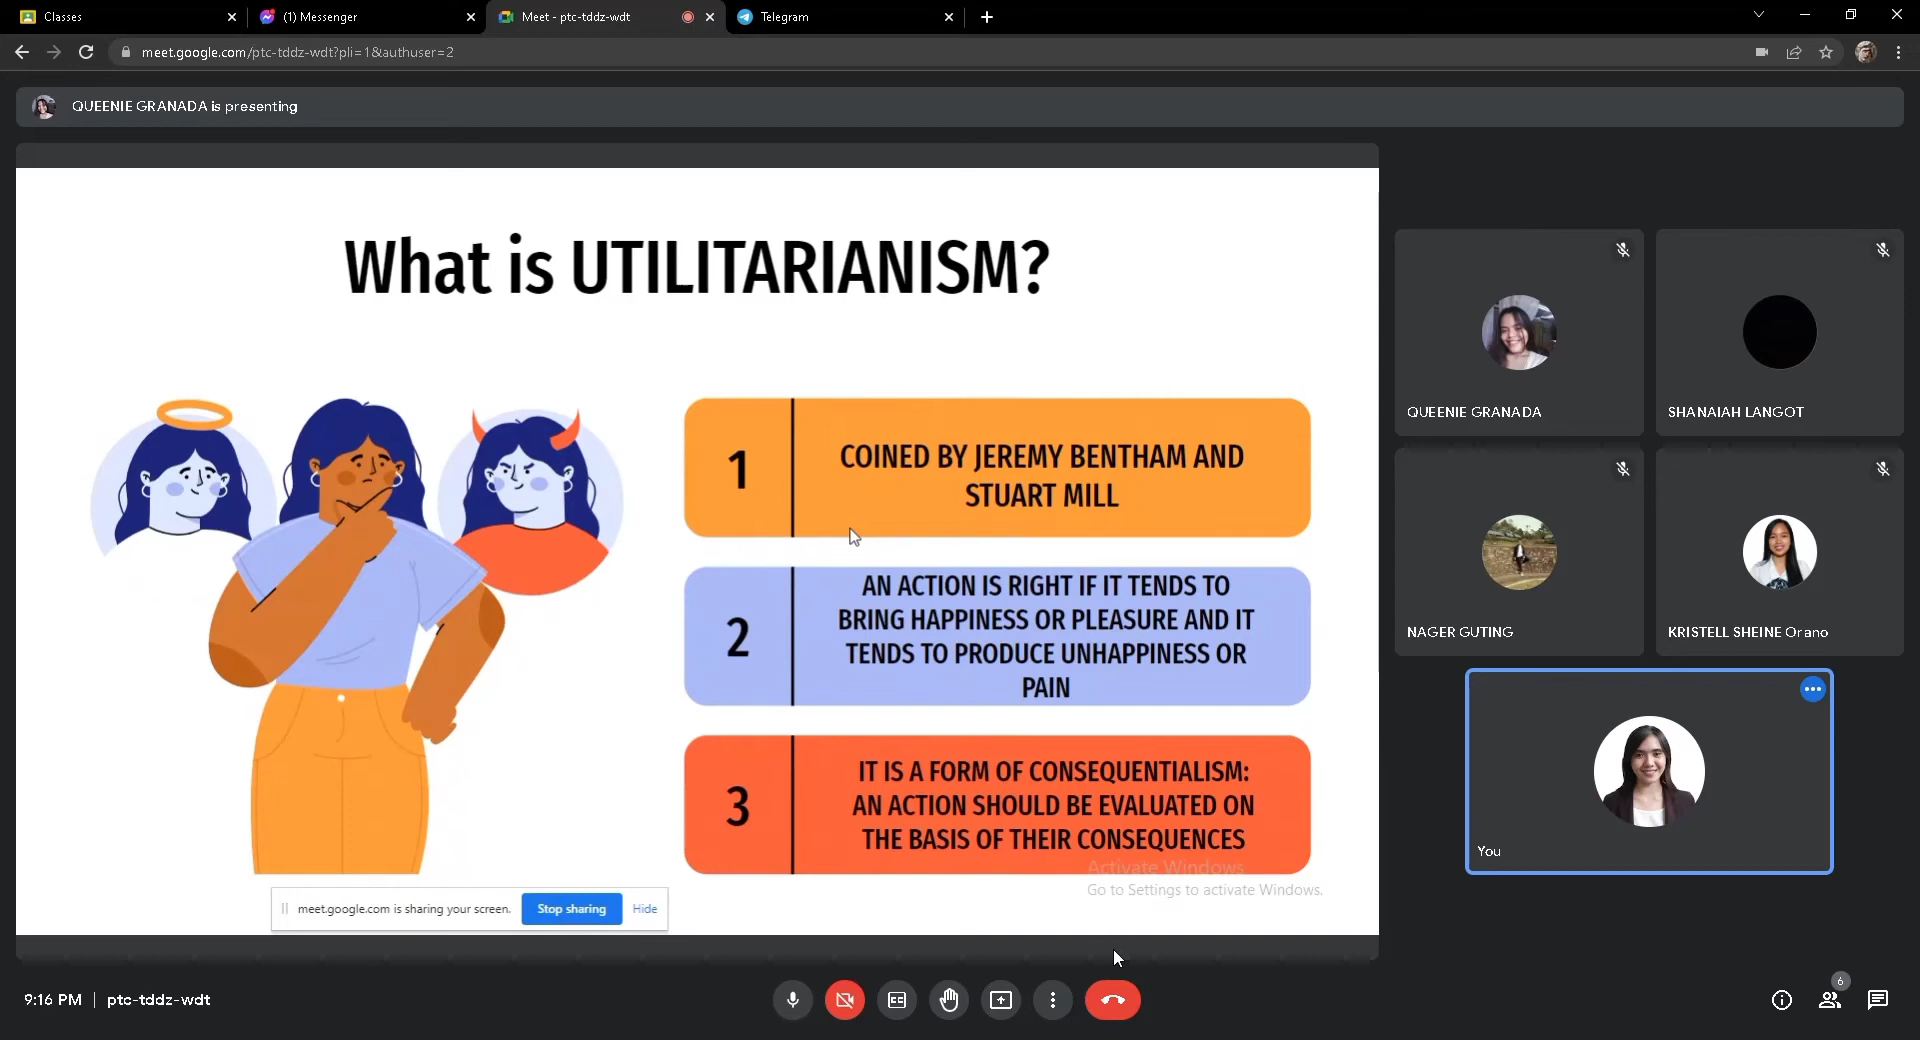 Classes
(1) Messenger
Meet - ptc-tddz-wdt
Telegram
meet.google.com/ptc-tddz-wdt?pli=1&authuser=2
QUEENIE GRANADA is presenting
What is UTILITARIANISM?
1
COINED BY JEREMY BENTHAM AND
STUART MILL
2
AN ACTION IS RIGHT IF IT TENDS TO
BRING HAPPINESS OR PLEASURE AND IT
TENDS TO PRODUCE UNHAPPINESS OR
PAIN
3
IT IS A FORM OF CONSEQUENTIALISM:
AN ACTION SHOULD BE EVALUATED ON
THE BASIS OF THEIR CONSEQUENCES
Activate Windows
Go to Settings to activate Windows.
meet.google.com is sharing your screen.
Stop sharing
Hide
QUEENIE GRANADA
SHANAIAH LANGOT
NAGER GUTING
KRISTELL SHEINE Orano
You
9:16 PM | ptc-tddz-wdt
6